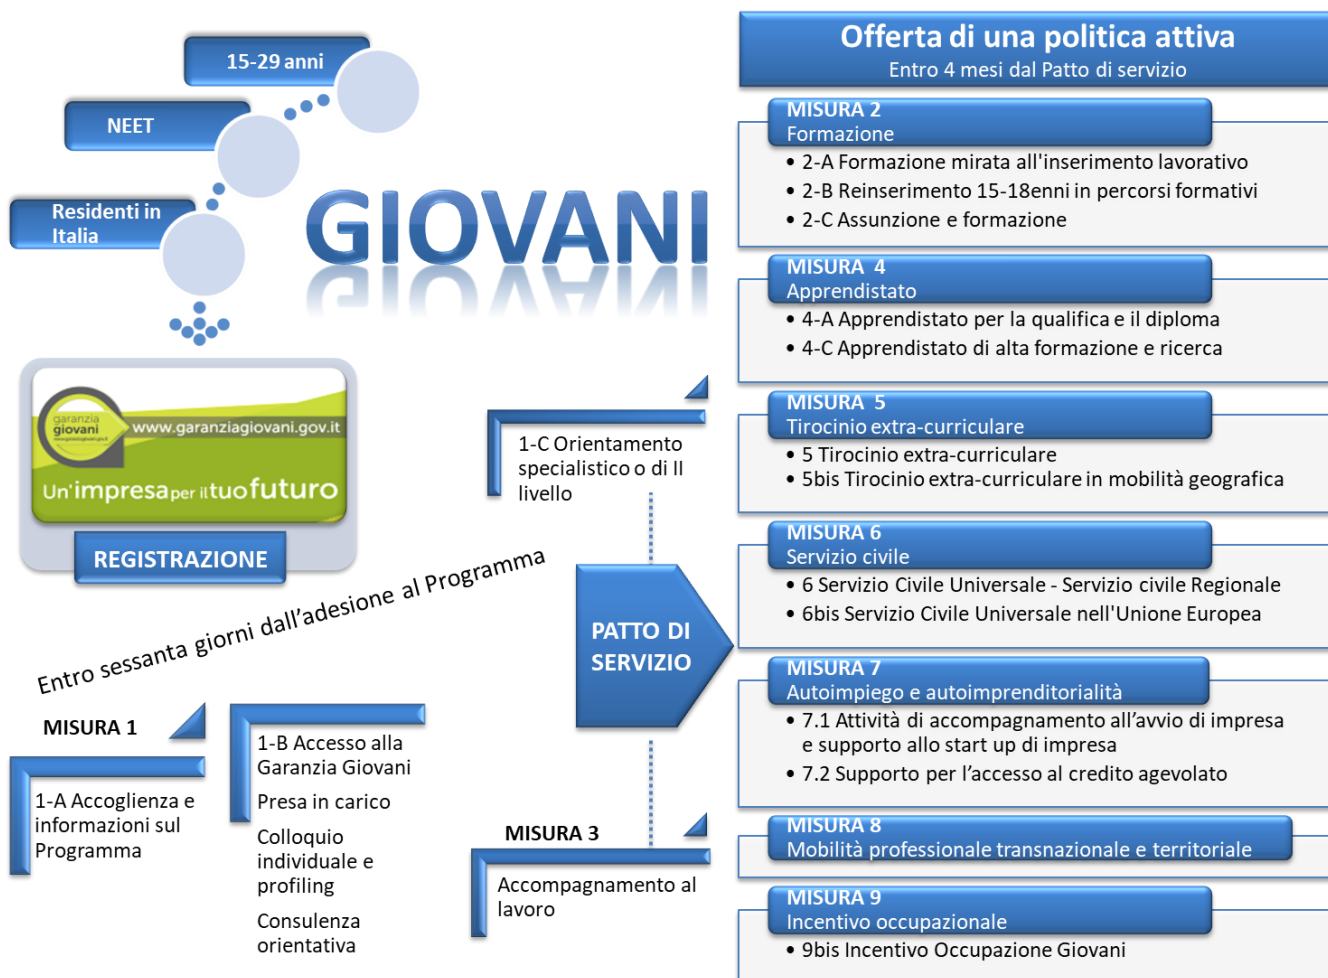 15-29 anni
NEET
Residenti in
Italia
GIOVANI
garanzia
giovani
www.garanziagiovani.gov.it
www.garanziagiovani.gov.it
Un'impresa per il tuo futuro
REGISTRAZIONE
Entro sessanta giorni dall'adesione al Programma
MISURA 1
1-A Accoglienza e
informazioni sul
Programma
1-B Accesso alla
Garanzia Giovani
Presa in carico
Colloquio
individuale e
profiling
Consulenza
orientativa
1-C Orientamento
specialistico o di II
livello
PATTO DI
SERVIZIO
MISURA 3
Accompagnamento al
lavoro
Offerta di una politica attiva
Entro 4 mesi dal Patto di servizio
MISURA 2
Formazione
• 2-A Formazione mirata all'inserimento lavorativo
• 2-B Reinserimento 15-18enni in percorsi formativi
• 2-C Assunzione e formazione
MISURA 4
Apprendistato
• 4-A Apprendistato per la qualifica e il diploma
• 4-C Apprendistato di alta formazione e ricerca
MISURA 5
Tirocinio extra-curriculare
• 5 Tirocinio extra-curriculare
• 5bis Tirocinio extra-curriculare in mobilità geografica
MISURA 6
Servizio civile
• 6 Servizio Civile Universale - Servizio civile Regionale
• 6bis Servizio Civile Universale nell'Unione Europea
MISURA 7
Autoimpiego e autoimprenditorialità
• 7.1 Attività di accompagnamento all'avvio di impresa
e supporto allo start up di impresa
• 7.2 Supporto per l'accesso al credito agevolato
MISURA 8
Mobilità professionale transnazionale e territoriale
MISURA 9
Incentivo occupazionale
• 9bis Incentivo Occupazione Giovani